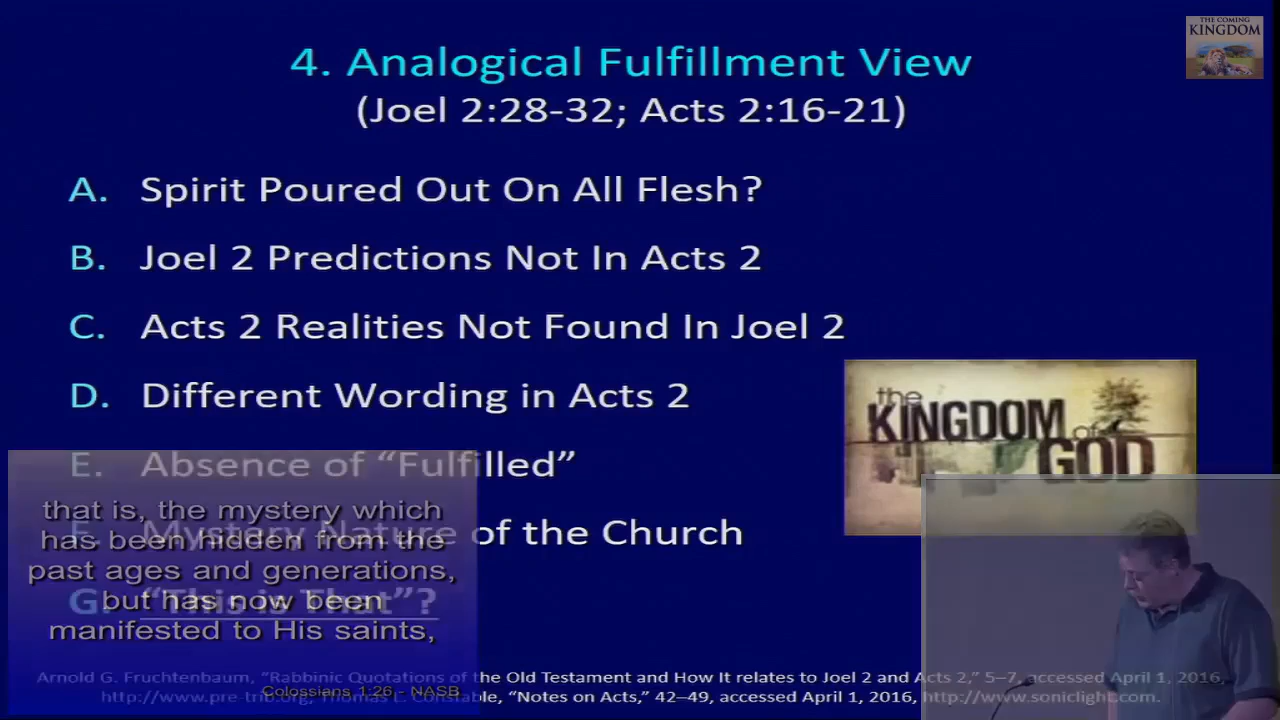 THE COMING
KINGDOM
4. Analogical Fulfillment View
(Joel 2:28-32; Acts 2:16-21)
A. Spirit Poured Out On All Flesh?
B. Joel 2 Predictions Not In Acts 2
C. Acts 2 Realities Not Found In Joel 2
D. Different Wording in Acts 2
E. Absence of “Fulfilled”
F. Mystery Nature of the Church
G. “This is That”?
the
KINGDOM of
GOD
that is, the mystery which
has been hidden from the
past ages and generations,
but has now been
manifested to His saints,
Colossians 1:26 - NASB
Arnold G. Fruchtenbaum, “Rabbinic Quotations of the Old Testament and How It relates to Joel 2 and Acts 2,” 5–7, accessed April 1, 2016,
http://www.pre-trib.org; Thomas L. Constable, “Notes on Acts,” 42–49, accessed April 1, 2016, http://www.soniclight.com.